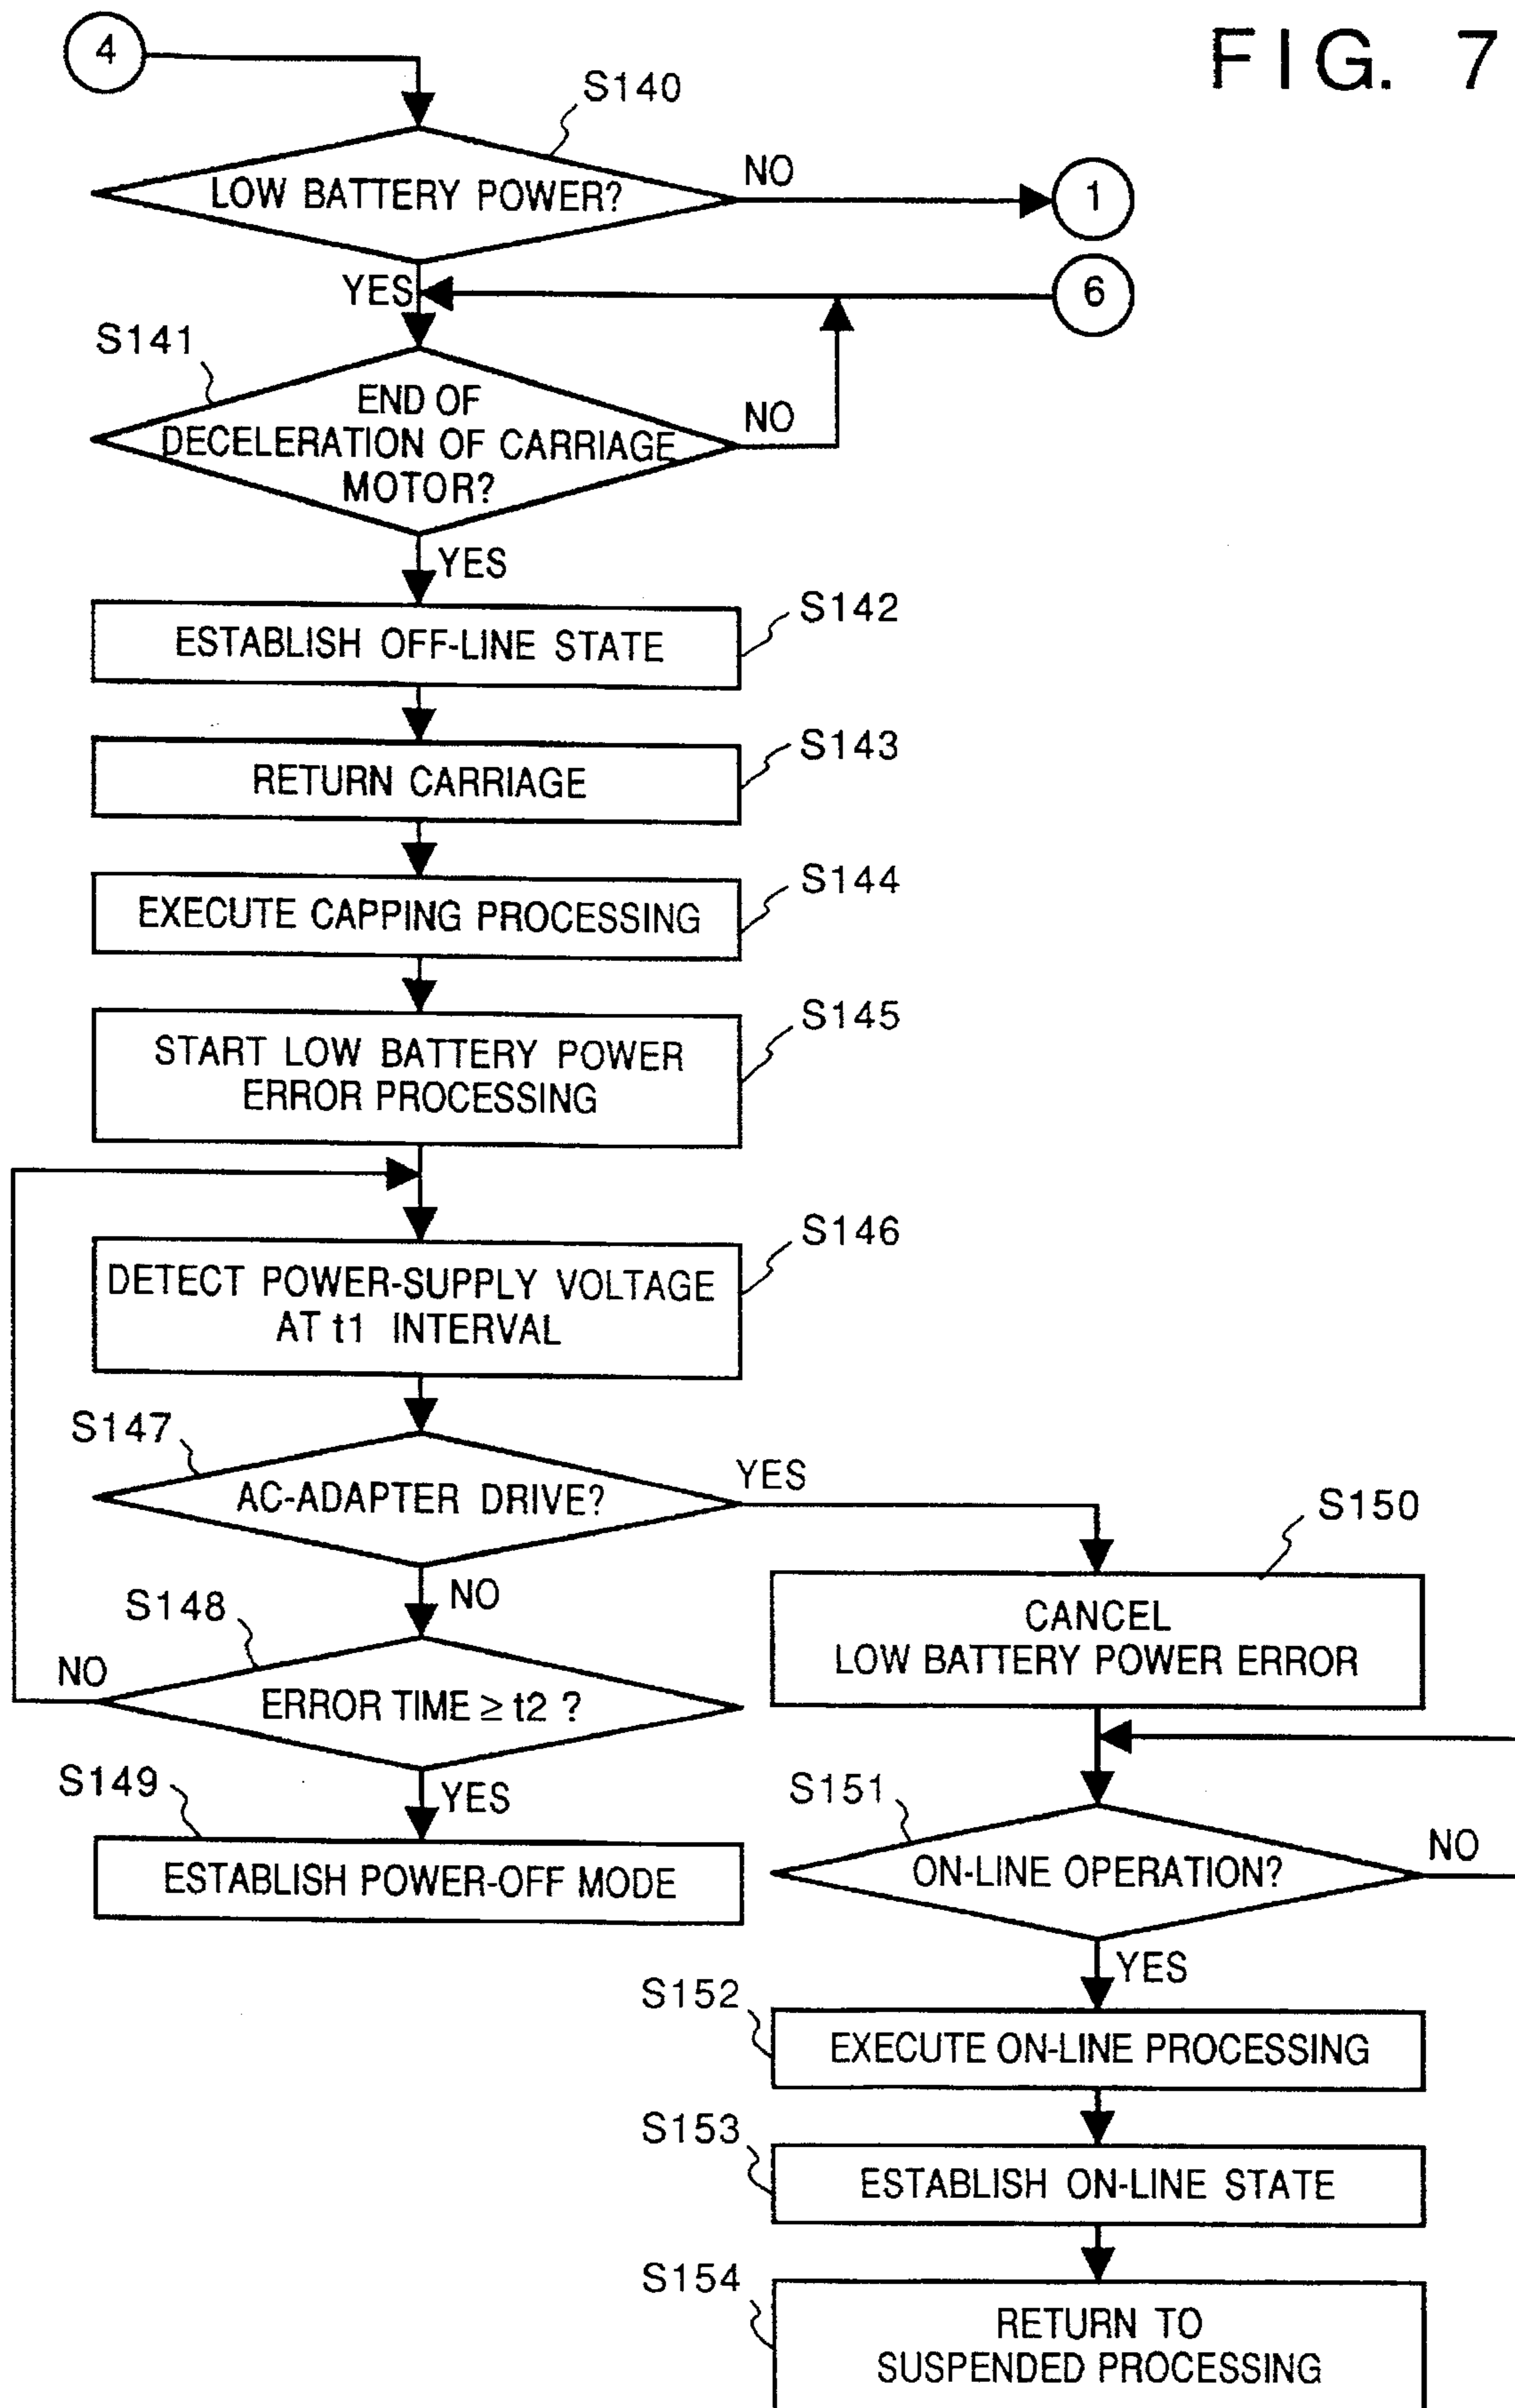 FIG. 7
4
S140
LOW BATTERY POWER?
NO
1
YES
6
S141
END OF
DECELERATION OF CARRIAGE
MOTOR?
NO
YES
S142
ESTABLISH OFF-LINE STATE
S143
RETURN CARRIAGE
S144
EXECUTE CAPPING PROCESSING
S145
START LOW BATTERY POWER
ERROR PROCESSING
S146
DETECT POWER-SUPPLY VOLTAGE
AT t1 INTERVAL
S147
AC-ADAPTER DRIVE?
YES
NO
S148
ERROR TIME ≥ t2 ?
NO
YES
S149
ESTABLISH POWER-OFF MODE
S150
CANCEL
LOW BATTERY POWER ERROR
S151
ON-LINE OPERATION?
NO
YES
S152
EXECUTE ON-LINE PROCESSING
S153
ESTABLISH ON-LINE STATE
S154
RETURN TO
SUSPENDED PROCESSING